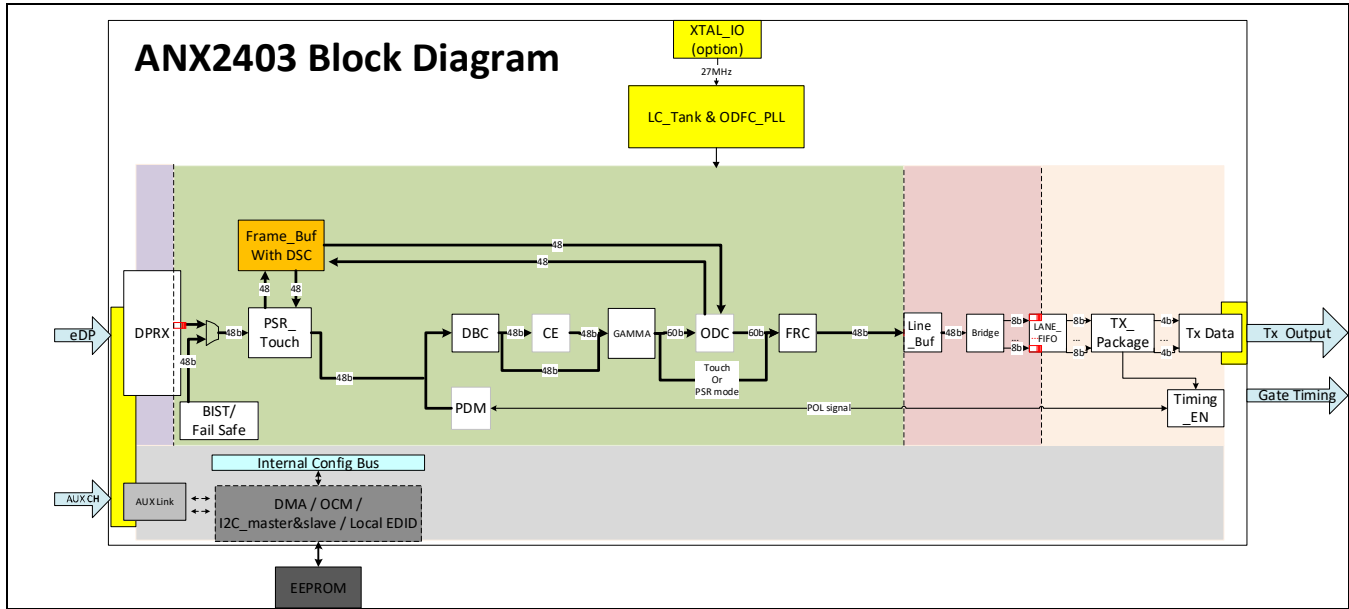 ANX2403 Block Diagram
XTAL_IO
(option)
27MHz
LC_Tank & ODFC_PLL
Frame_Buf
With DSC
48
48
48
48
eDP
DPRX
48b
48b
PSR_
Touch
48b
DBC
48b
CE
48b
48b
GAMMA
60b
ODC
60b
Touch
Or
PSR mode
FRC
48b
Line
_Buf
48b
Bridge
8b
...
8b
LANE_
FIFO
8b
...
8b
TX_
Package
4b
...
4b
Tx Data
Tx Output
BIST/
Fail Safe
PDM
POL signal
Timing
_EN
Gate Timing
Internal Config Bus
AUX CH
AUX Link
DMA / OCM /
I2C_master&slave / Local EDID
EEPROM